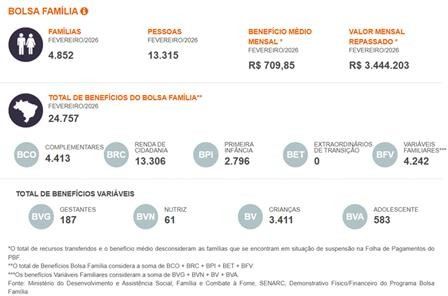 BOLSA FAMÍLIA
FAMÍLIAS
FEVEREIRO/2026
4.852
PESSOAS
FEVEREIRO/2026
13.315
BENEFÍCIO MÉDIO
MENSAL *
FEVEREIRO/2026
R$ 709,85
VALOR MENSAL
REPASSADO *
FEVEREIRO/2026
R$ 3.444.203
TOTAL DE BENEFÍCIOS DO BOLSA FAMÍLIA**
FEVEREIRO/2026
24.757
BCO
COMPLEMENTARES
4.413
BRC
RENDA DE
CIDADANIA
13.306
BPI
PRIMEIRA
INFÂNCIA
2.796
BET
EXTRAORDINÁRIOS
DE TRANSIÇÃO
0
BFV
VARIÁVEIS
FAMILIARES***
4.242
TOTAL DE BENEFÍCIOS VARIÁVEIS
BVG
GESTANTES
187
BVN
NUTRIZ
61
BV
CRIANÇAS
3.411
BVA
ADOLESCENTE
583
*O total de recursos transferidos e o benefício médio desconsideram as famílias que se encontram em situação de suspensão na Folha de Pagamentos do
PBF.
**O total de Benefícios Bolsa Família considera a soma de BCO + BRC + BPI + BET + BFV.
***Os benefícios Variáveis Familiares consideram a soma de BVG + BVN + BV + BVA.
Fonte: Ministério do Desenvolvimento e Assistência Social, Família e Combate à Fome, SENARC, Demonstrativo Físico/Financeiro do Programa Bolsa
Família.